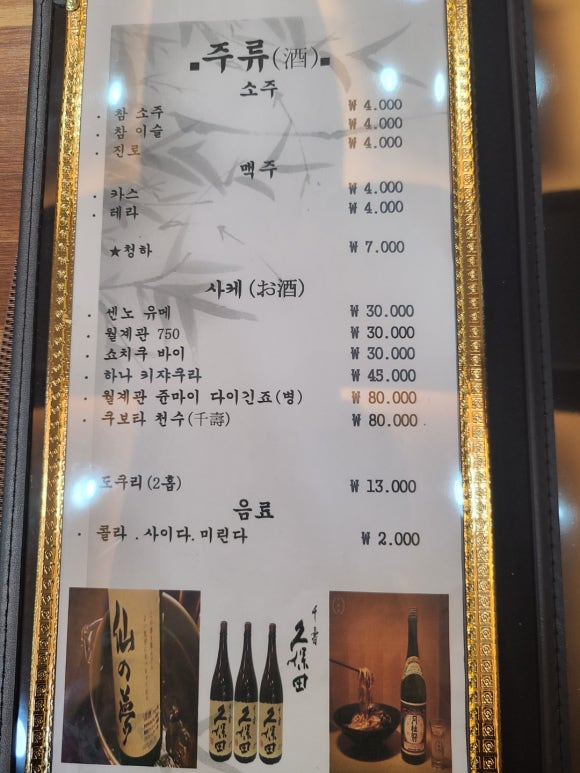 ▪주류(酒)▪
소주
· 참 소주 ₩ 4.000
· 참 이슬 ₩ 4.000
· 진로 ₩ 4.000
맥주
· 카스 ₩ 4.000
· 테라 ₩ 4.000
★청하 ₩ 7.000
사케(お酒)
· 센노 유메 ₩ 30.000
· 월계관 750 ₩ 30.000
· 쇼치쿠 바이 ₩ 30.000
· 하나 키쟈쿠라 ₩ 45.000
· 월계관 쥰마이 다이긴죠(병) ₩ 80.000
· 쿠보타 천수(千壽) ₩ 80.000
· 도쿠리(2홉) ₩ 13.000
음료
· 콜라 . 사이다. 미린다 ₩ 2.000
仙の夢
千壽
久保田
久保田
久保田
久保田
月桂冠